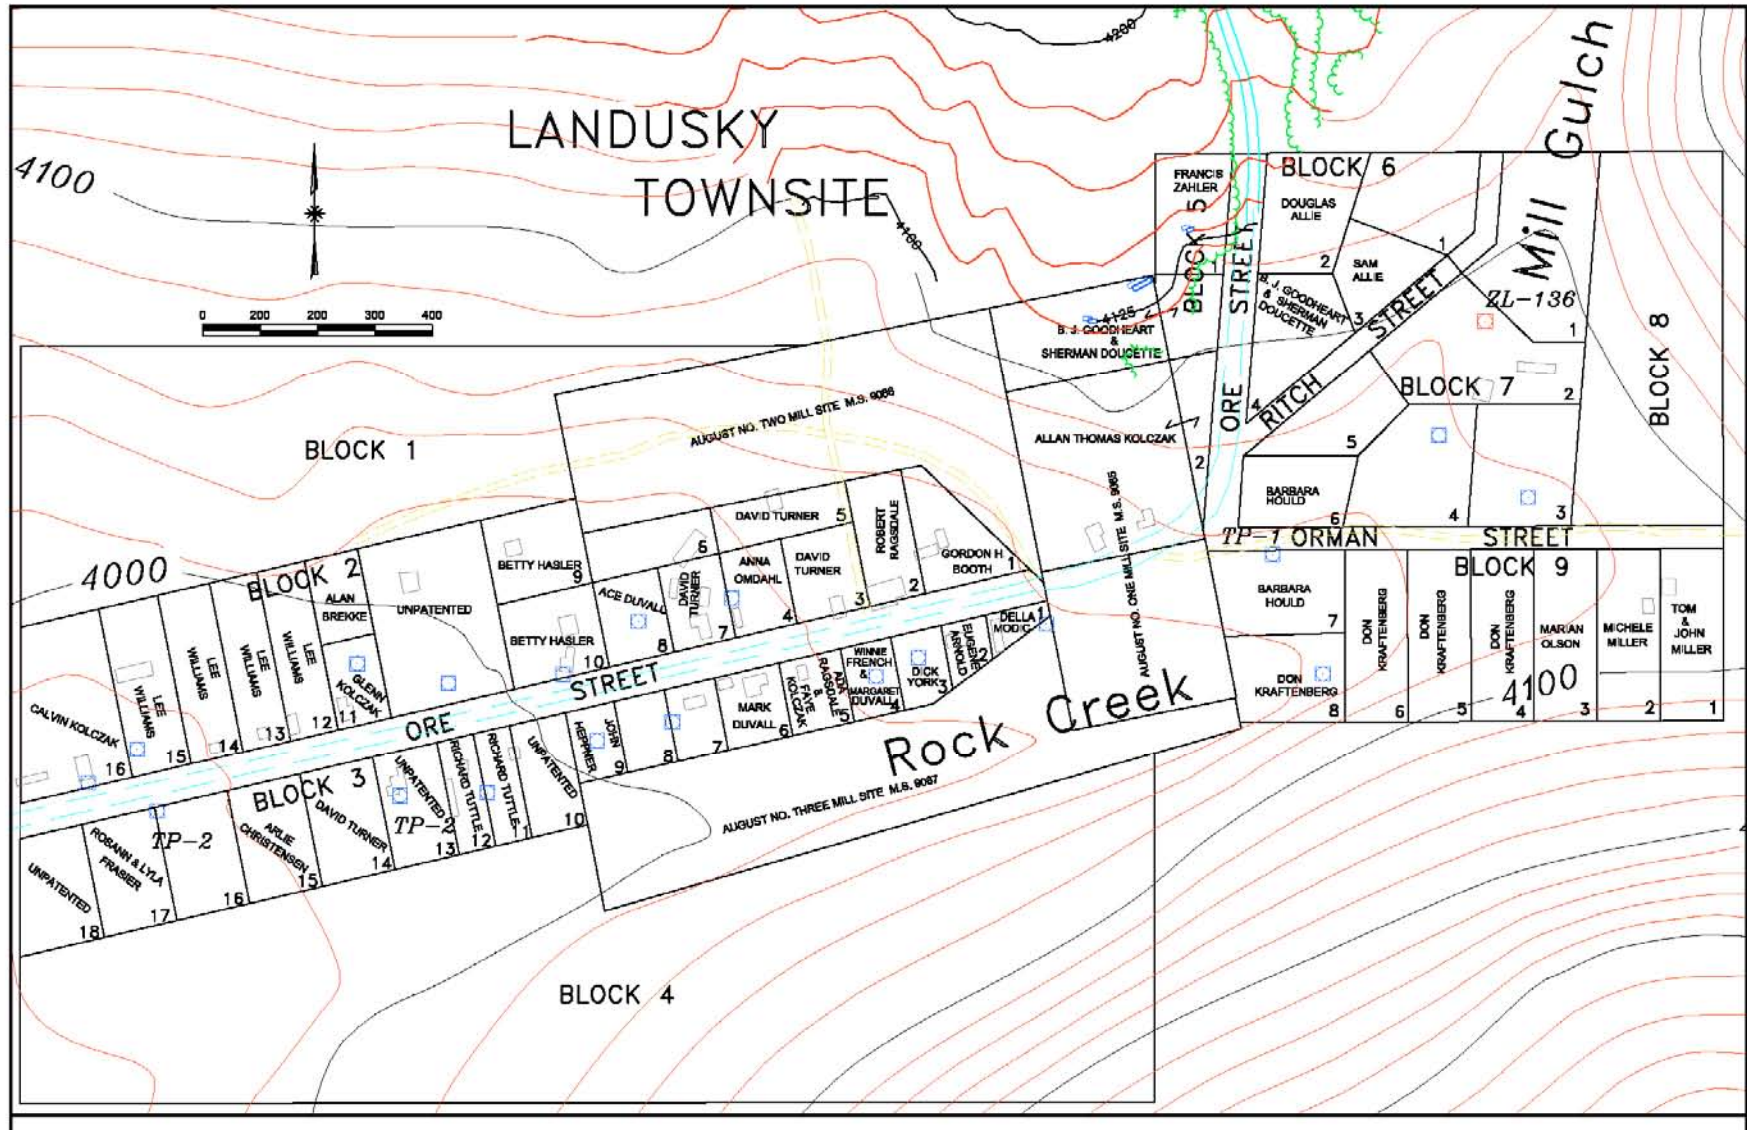 4200
LANDUSKY
TOWNSITE
4100
4100
Mill Gulch
0 200 200 300 400
FRANCIS
ZAHLER
BLOCK 5
1
4125
BLOCK 6
DOUGLAS
ALLIE
2
1
SAM
ALLIE
B. J. GOODHEART
& SHERMAN
DOUCETTE
3
4
RITCH STREET
ORE STREET
ZL-136
1
BLOCK 7
2
BLOCK 8
5
BARBARA
HOULD
6
4
3
B. J. GOODHEART
&
SHERMAN DOUCETTE
ALLAN THOMAS KOLCZAK
2
AUGUST NO. ONE MILL SITE M.S. 9065
AUGUST NO. TWO MILL SITE M.S. 9066
BLOCK 1
TP-1 ORMAN STREET
BLOCK 9
BARBARA
HOULD
7
DON
KRAFTENBERG
8
DON
KRAFTENBERG
6
DON
KRAFTENBERG
5
DON
KRAFTENBERG
4
MARIAN
OLSON
3
MICHELE
MILLER
2
TOM
&
JOHN
MILLER
1
4100
4000
BLOCK 2
CALVIN KOLCZAK
16
LEE
WILLIAMS
15
LEE
WILLIAMS
14
LEE
WILLIAMS
13
LEE
WILLIAMS
12
ALAN
BREKKE
GLENN
KOLCZAK
11
UNPATENTED
BETTY HASLER
9
BETTY HASLER
10
ACE DUVALL
8
DAVID
TURNER
7
6
DAVID TURNER
5
ANNA
OMDAHL
4
DAVID
TURNER
3
ROBERT
RAGSDALE
2
GORDON H
BOOTH
1
ORE STREET
BLOCK 3
DELLA
MODIC
1
EUGENE
ARNOLD
2
DICK
YORK
3
WINNIE
FRENCH
&
MARGARET
DUVALL
4
ADA
RAGSDALE
5
&
FAYE
KOLCZAK
6
MARK
DUVALL
7
8
JOHN
HEPPNER
9
UNPATENTED
10
RICHARD TUTTLE
11
RICHARD TUTTLE
12
UNPATENTED
TP-2
13
DAVID TURNER
14
ARLIE
CHRISTENSEN
15
TP-2
16
ROSANN & LYLA
FRASIER
17
UNPATENTED
18
Rock Creek
AUGUST NO. THREE MILL SITE M.S. 9067
BLOCK 4